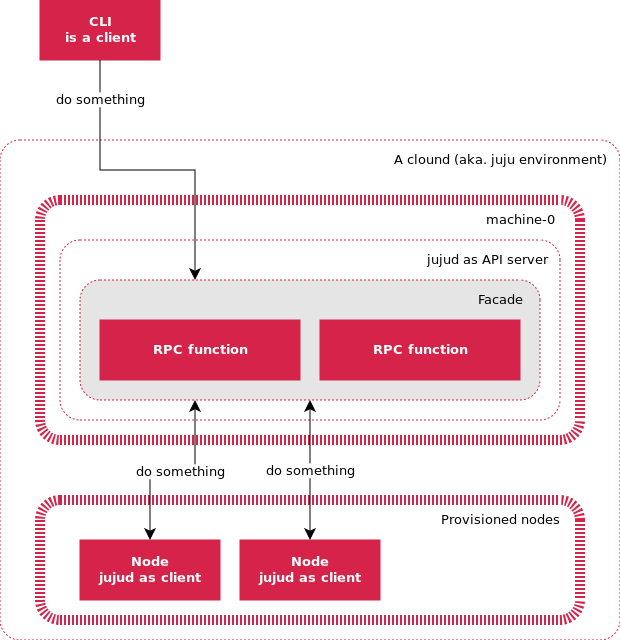 CLI
is a client
do something
A clound (aka. juju environment)
machine-0
jujud as API server
Facade
RPC function
RPC function
do something
do something
Provisioned nodes
Node
jujud as client
Node
jujud as client